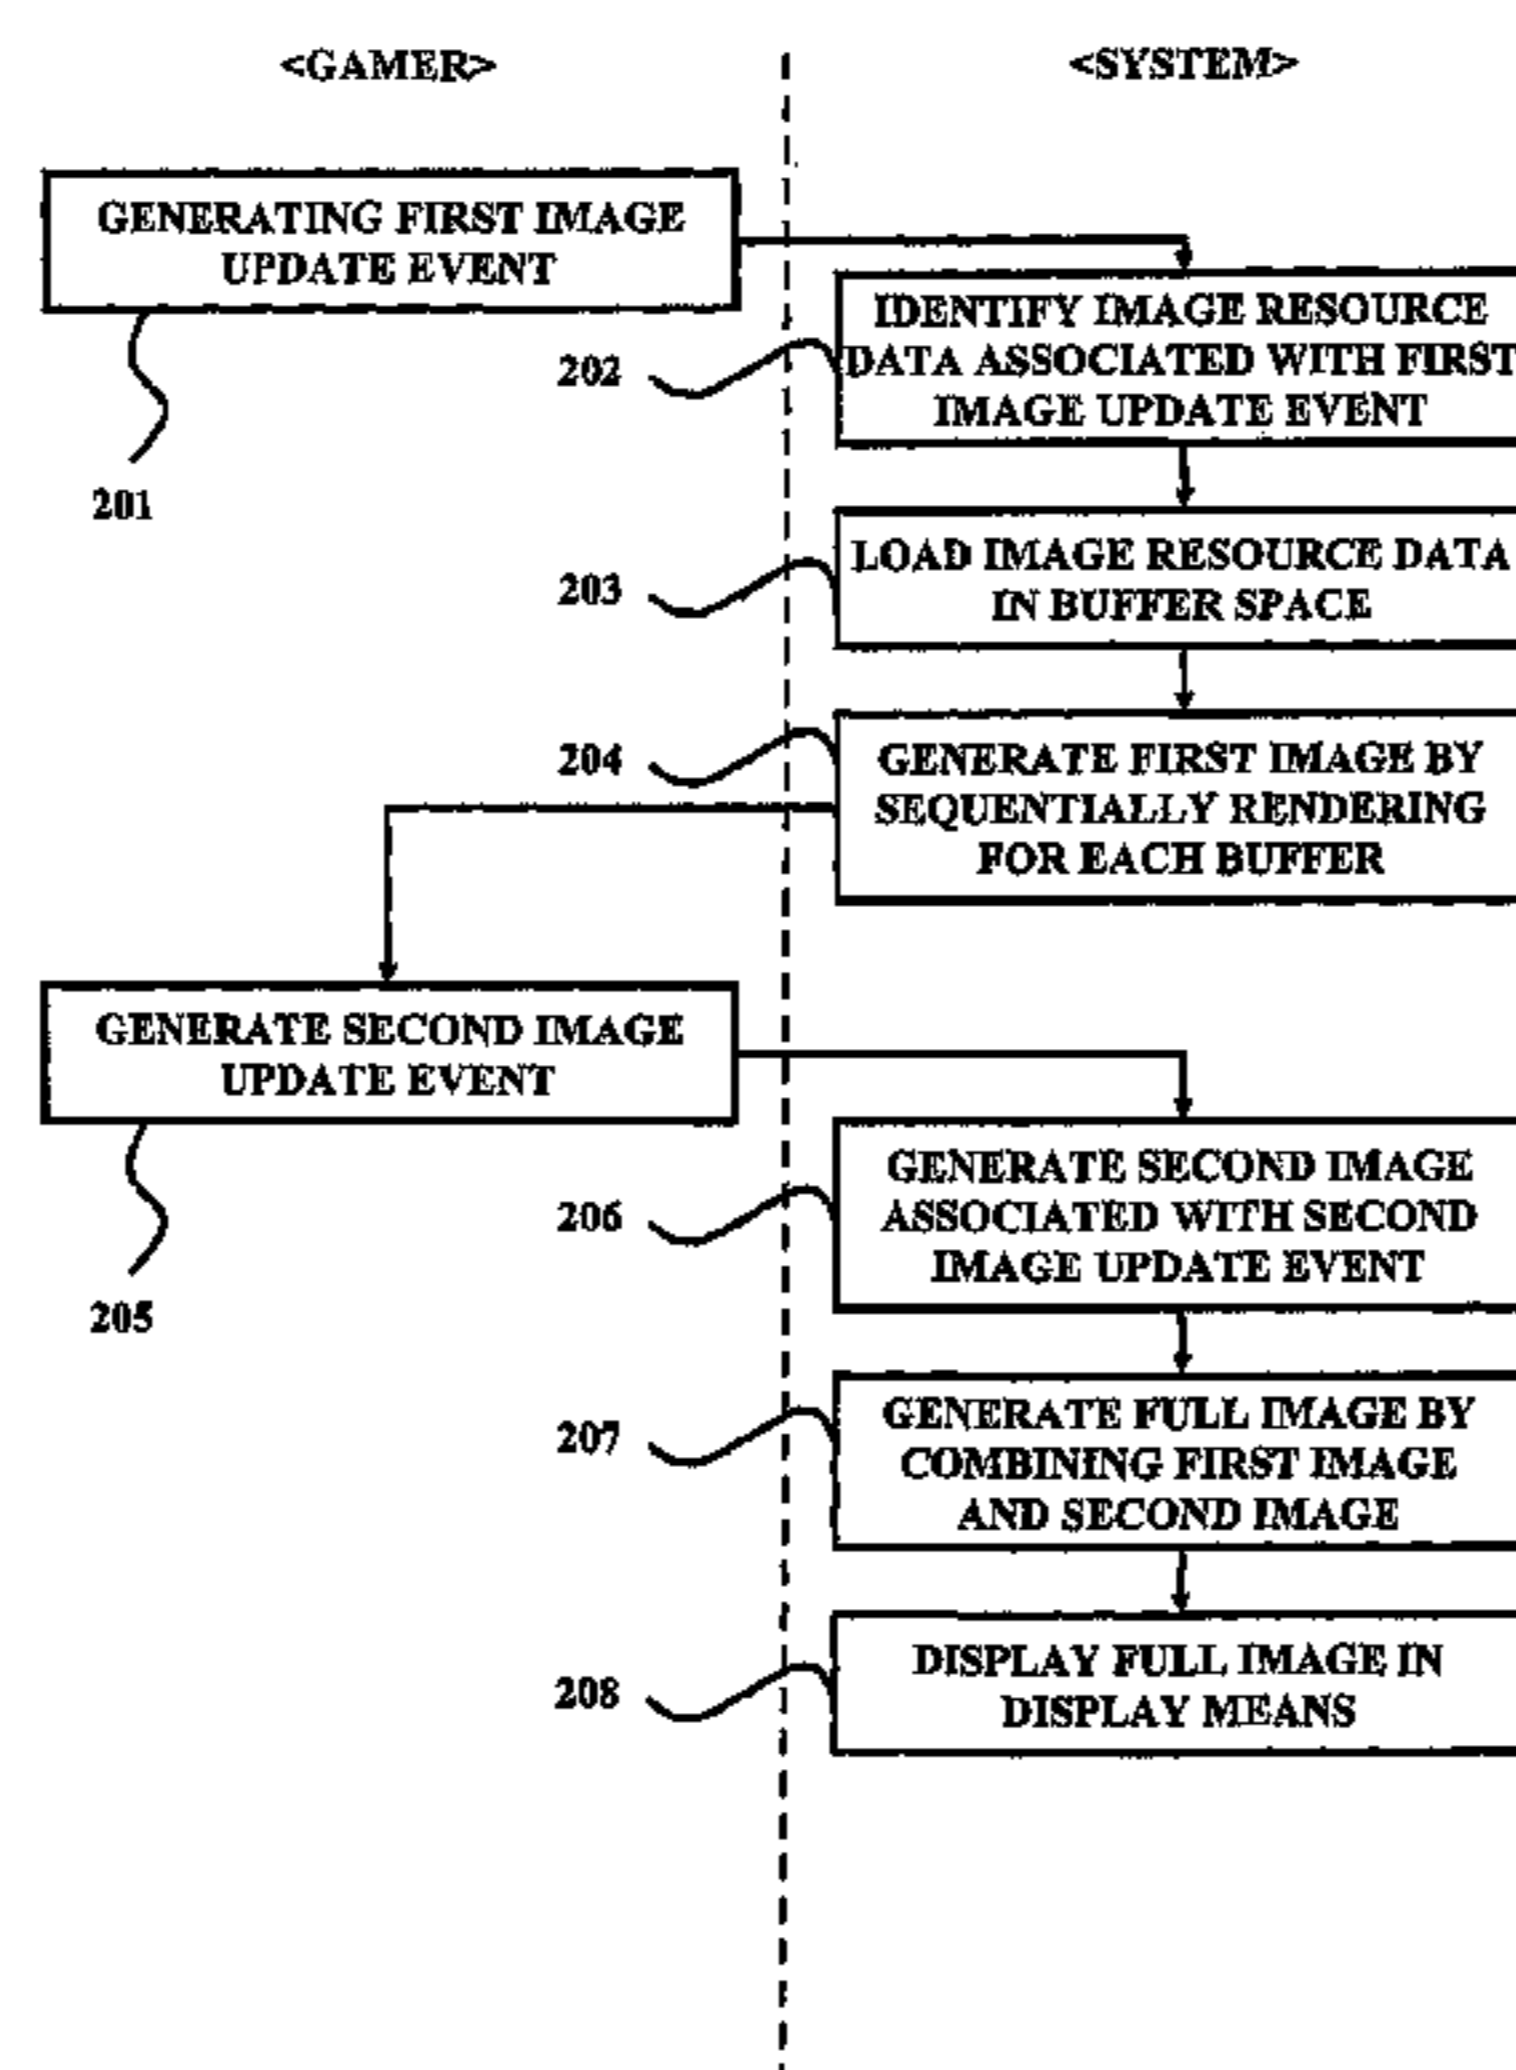 <GAMER>
<SYSTEM>
GENERATING FIRST IMAGE
UPDATE EVENT
201
202
IDENTIFY IMAGE RESOURCE
DATA ASSOCIATED WITH FIRST
IMAGE UPDATE EVENT
203
LOAD IMAGE RESOURCE DATA
IN BUFFER SPACE
204
GENERATE FIRST IMAGE BY
SEQUENTIALLY RENDERING
FOR EACH BUFFER
GENERATE SECOND IMAGE
UPDATE EVENT
205
206
GENERATE SECOND IMAGE
ASSOCIATED WITH SECOND
IMAGE UPDATE EVENT
207
GENERATE FULL IMAGE BY
COMBINING FIRST IMAGE
AND SECOND IMAGE
208
DISPLAY FULL IMAGE IN
DISPLAY MEANS